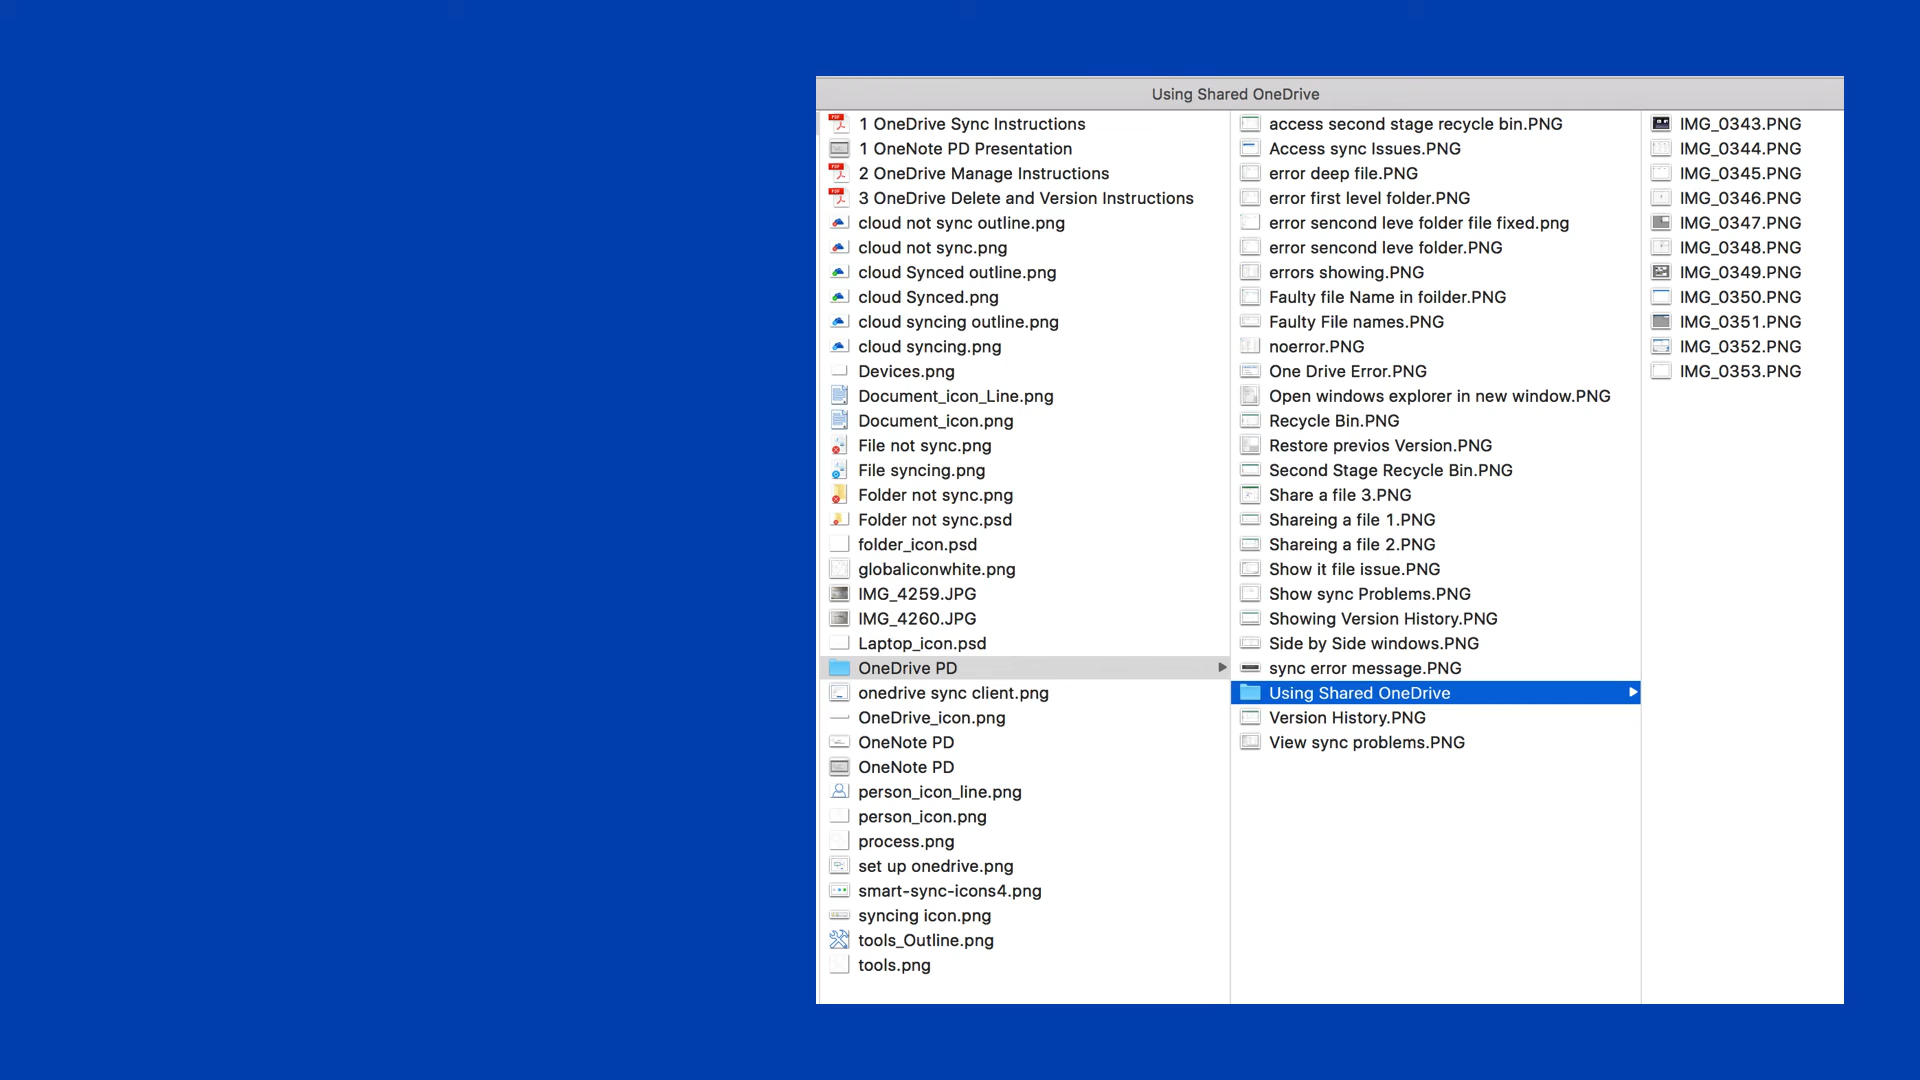 Using Shared OneDrive
1 OneDrive Sync Instructions
1 OneNote PD Presentation
2 OneDrive Manage Instructions
3 OneDrive Delete and Version Instructions
cloud not sync outline.png
cloud not sync.png
cloud Synced outline.png
cloud Synced.png
cloud syncing outline.png
cloud syncing.png
Devices.png
Document_icon_Line.png
Document_icon.png
File not sync.png
File syncing.png
Folder not sync.png
Folder not sync.psd
folder_icon.psd
globaliconwhite.png
IMG_4259.JPG
IMG_4260.JPG
Laptop_icon.psd
OneDrive PD
onedrive sync client.png
OneDrive_icon.png
OneNote PD
OneNote PD
person_icon_line.png
person_icon.png
process.png
set up onedrive.png
smart-sync-icons4.png
syncing icon.png
tools_Outline.png
tools.png
access second stage recycle bin.PNG
Access sync Issues.PNG
error deep file.PNG
error first level folder.PNG
error sencond leve folder file fixed.png
error sencond leve folder.PNG
errors showing.PNG
Faulty file Name in foilder.PNG
Faulty File names.PNG
noerror.PNG
One Drive Error.PNG
Open windows explorer in new window.PNG
Recycle Bin.PNG
Restore previos Version.PNG
Second Stage Recycle Bin.PNG
Share a file 3.PNG
Shareing a file 1.PNG
Shareing a file 2.PNG
Show it file issue.PNG
Show sync Problems.PNG
Showing Version History.PNG
Side by Side windows.PNG
sync error message.PNG
Using Shared OneDrive
Version History.PNG
View sync problems.PNG
IMG_0343.PNG
IMG_0344.PNG
IMG_0345.PNG
IMG_0346.PNG
IMG_0347.PNG
IMG_0348.PNG
IMG_0349.PNG
IMG_0350.PNG
IMG_0351.PNG
IMG_0352.PNG
IMG_0353.PNG